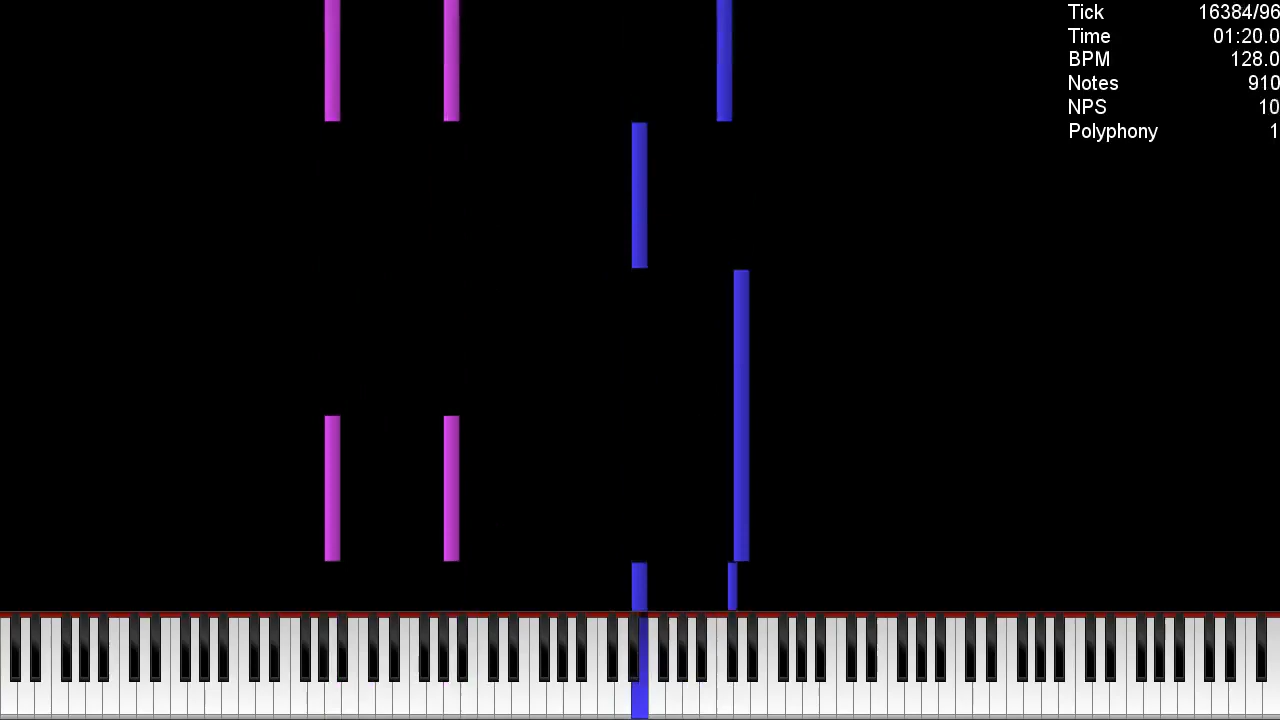 Tick 16384/96
Time 01:20.0
BPM 128.0
Notes 910
NPS 10
Polyphony 1